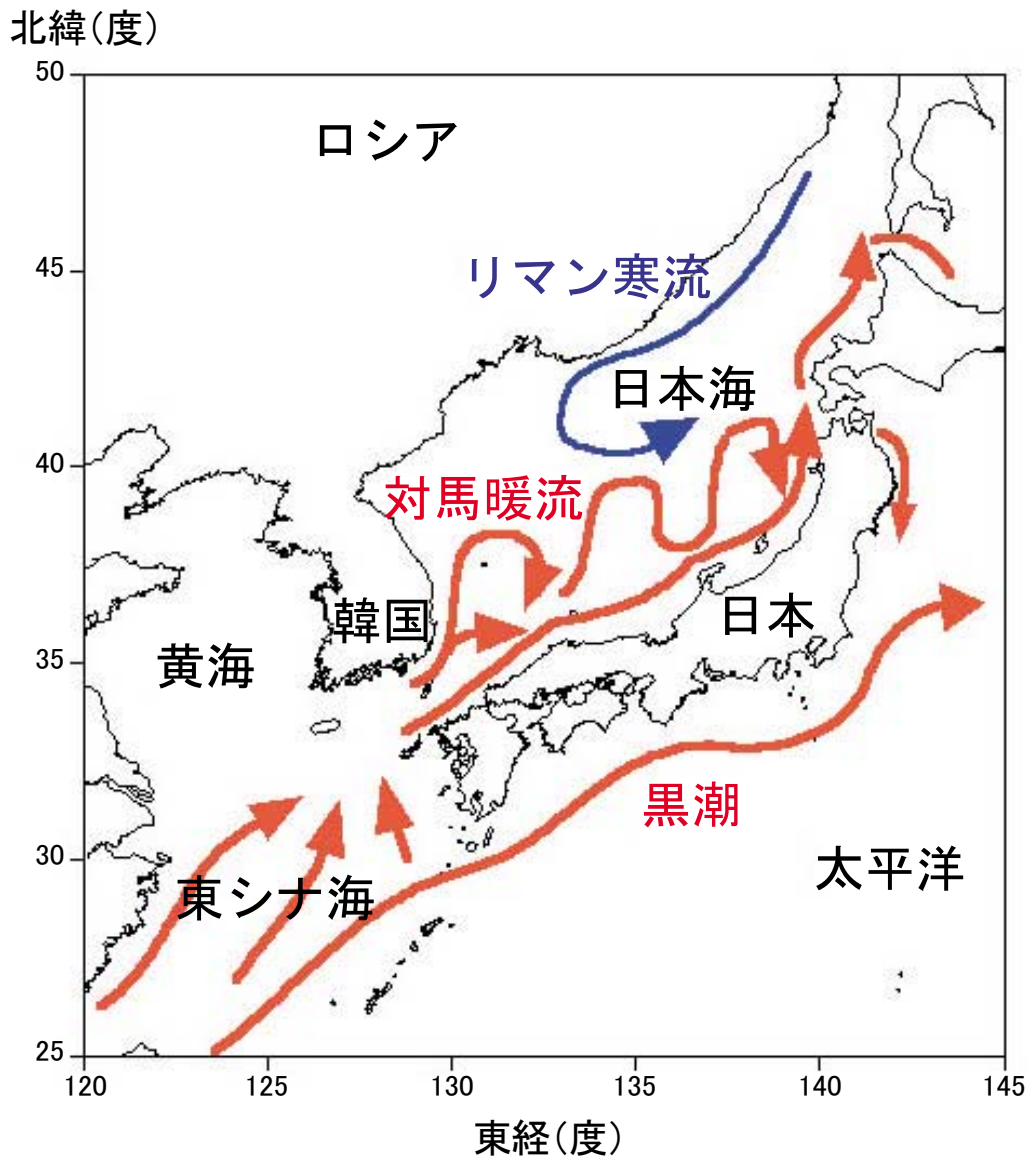 北緯(度)
50
ロシア
45
リマン寒流
日本海
40
対馬暖流
韓国
日本
35
黄海
黒潮
30
太平洋
東シナ海
25
120
125
130
135
140
145
東経(度)